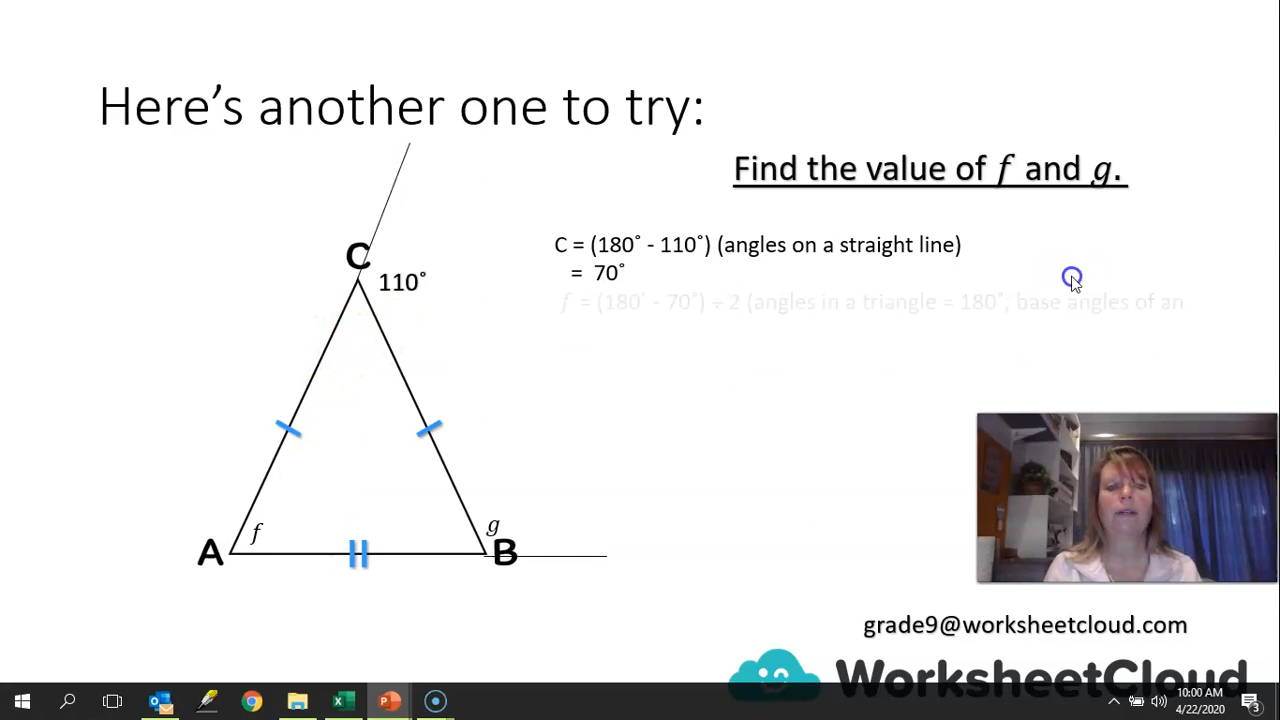 Here's another one to try:
Find the value of f and g.
C = (180˚ - 110˚) (angles on a straight line)
= 70˚
f = (180˚ - 70˚) ÷ 2 (angles in a triangle = 180˚, base angles of an
C
110˚
f
g
A
B
grade9@worksheetcloud.com
WorksheetCloud
10:00 AM
4/22/2020
3